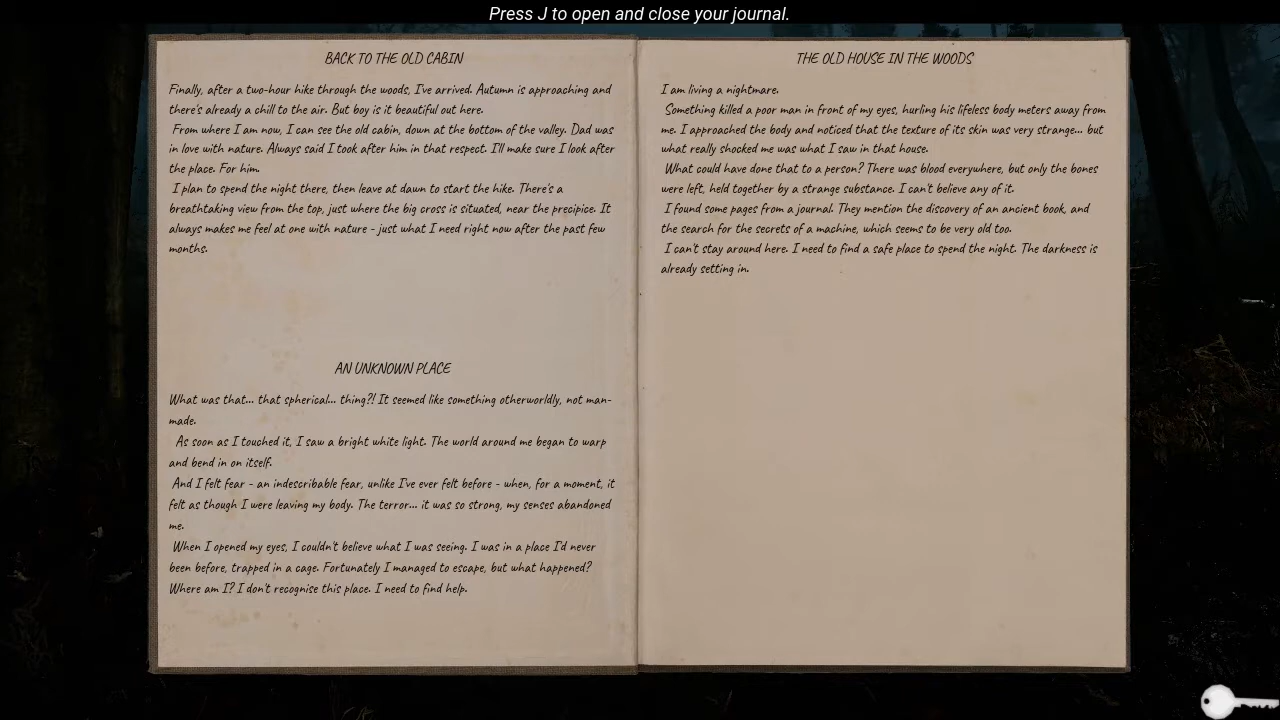 Press J to open and close your journal.
BACK TO THE OLD CABIN
Finally, after a two-hour hike through the woods, I've arrived. Autumn is approaching and
there's already a chill to the air. But boy is it beautiful out here.
From where I am now, I can see the old cabin, down at the bottom of the valley. Dad was
in love with nature. Always said I took after him in that respect. I'll make sure I look after
the place. For him.
I plan to spend the night there, then leave at dawn to start the hike. There's a
breathtaking view from the top, just where the big cross is situated, near the precipice. It
always makes me feel at one with nature - just what I need right now after the past few
months.
AN UNKNOWN PLACE
What was that... that spherical... thing?! It seemed like something otherworldly, not man-
made.
As soon as I touched it, I saw a bright white light. The world around me began to warp
and bend in on itself.
And I felt fear - an indescribable fear, unlike I've ever felt before - when, for a moment, it
felt as though I were leaving my body. The terror... it was so strong, my senses abandoned
me.
When I opened my eyes, I couldn't believe what I was seeing. I was in a place I'd never
been before, trapped in a cage. Fortunately I managed to escape, but what happened?
Where am I? I don't recognise this place. I need to find help.
THE OLD HOUSE IN THE WOODS
I am living a nightmare.
Something killed a poor man in front of my eyes, hurling his lifeless body meters away from
me. I approached the body and noticed that the texture of its skin was very strange... but
what really shocked me was what I saw in that house.
What could have done that to a person? There was blood everywhere, but only the bones
were left, held together by a strange substance. I can't believe any of it.
I found some pages from a journal. They mention the discovery of an ancient book, and
the search for the secrets of a machine, which seems to be very old too.
I can't stay around here. I need to find a safe place to spend the night. The darkness is
already setting in.